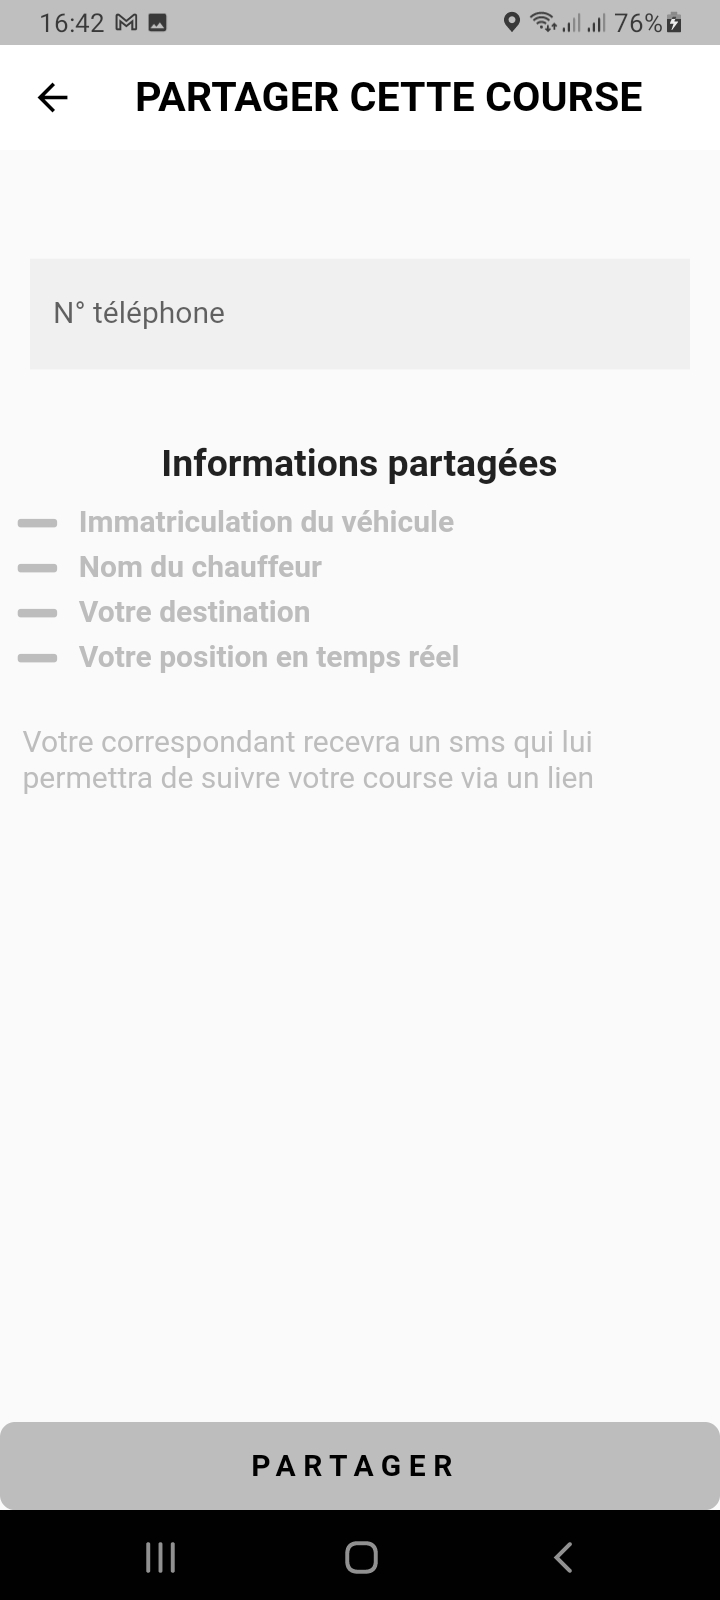 16:42
76%
PARTAGER CETTE COURSE
N° téléphone
Informations partagées
Immatriculation du véhicule
Nom du chauffeur
Votre destination
Votre position en temps réel
Votre correspondant recevra un sms qui lui
permettra de suivre votre course via un lien
PARTAGER